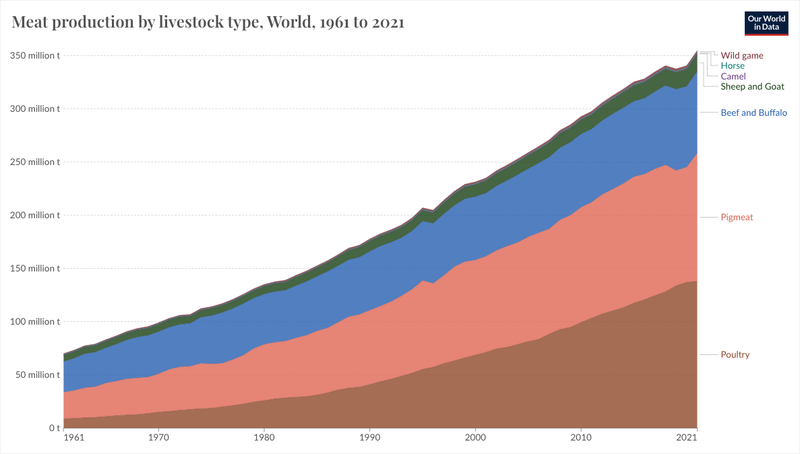 Meat production by livestock type, World, 1961 to 2021
Our World
in Data
350 million t
300 million t
250 million t
200 million t
150 million t
100 million t
50 million t
0 t
1961
1970
1980
1990
2000
2010
2021
Wild game
Horse
Camel
Sheep and Goat
Beef and Buffalo
Pigmeat
Poultry